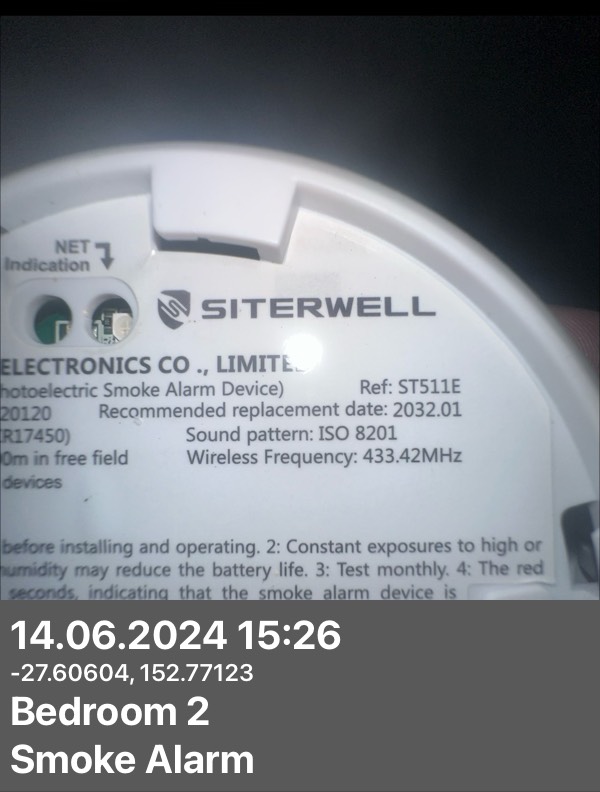 NET
Indication
SITERWELL
ELECTRONICS CO ., LIMITE
hotoelectric Smoke Alarm Device) Ref: ST511E
20120 Recommended replacement date: 2032.01
R17450) Sound pattern: ISO 8201
0m in free field Wireless Frequency: 433.42MHz
devices
before installing and operating. 2: Constant exposures to high or
humidity may reduce the battery life. 3: Test monthly. 4: The red
seconds, indicating that the smoke alarm device is
14.06.2024 15:26
-27.60604, 152.77123
Bedroom 2
Smoke Alarm